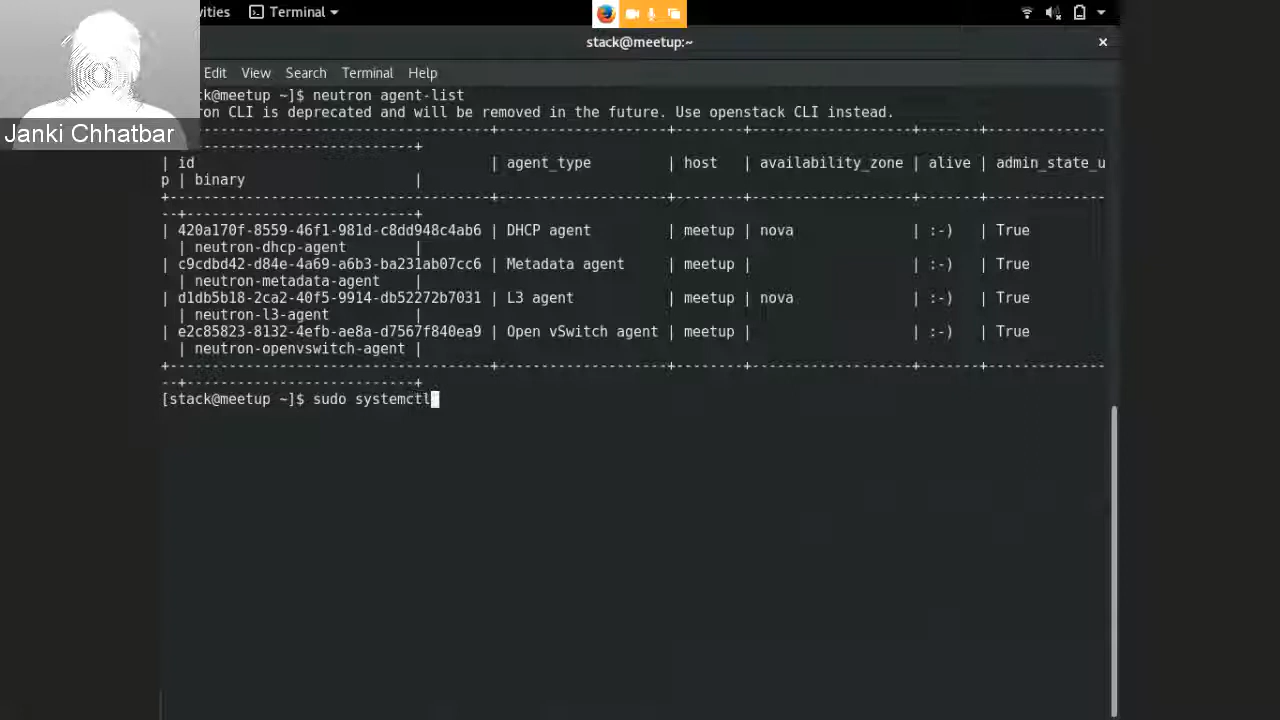 vities Terminal
stack@meetup:~ ×
Edit View Search Terminal Help
Janki Chhatbar
ck@meetup ~]$ neutron agent-list
on CLI is deprecated and will be removed in the future. Use openstack CLI instead.
-----------------------------+--------------------+--------+-------------------+-------+--------------
-----------------------------+
| id | agent_type | host | availability_zone | alive | admin_state_u
p | binary |
+--------------------------------------+--------------------+--------+-------------------+-------+--------------
--+---------------------------+
| 420a170f-8559-46f1-981d-c8dd948c4ab6 | DHCP agent | meetup | nova | :-) | True
| neutron-dhcp-agent |
| c9cdbd42-d84e-4a69-a6b3-ba231ab07cc6 | Metadata agent | meetup | | :-) | True
| neutron-metadata-agent |
| d1db5b18-2ca2-40f5-9914-db52272b7031 | L3 agent | meetup | nova | :-) | True
| neutron-l3-agent |
| e2c85823-8132-4efb-ae8a-d7567f840ea9 | Open vSwitch agent | meetup | | :-) | True
| neutron-openvswitch-agent |
+--------------------------------------+--------------------+--------+-------------------+-------+--------------
--+---------------------------+
[stack@meetup ~]$ sudo systemctl